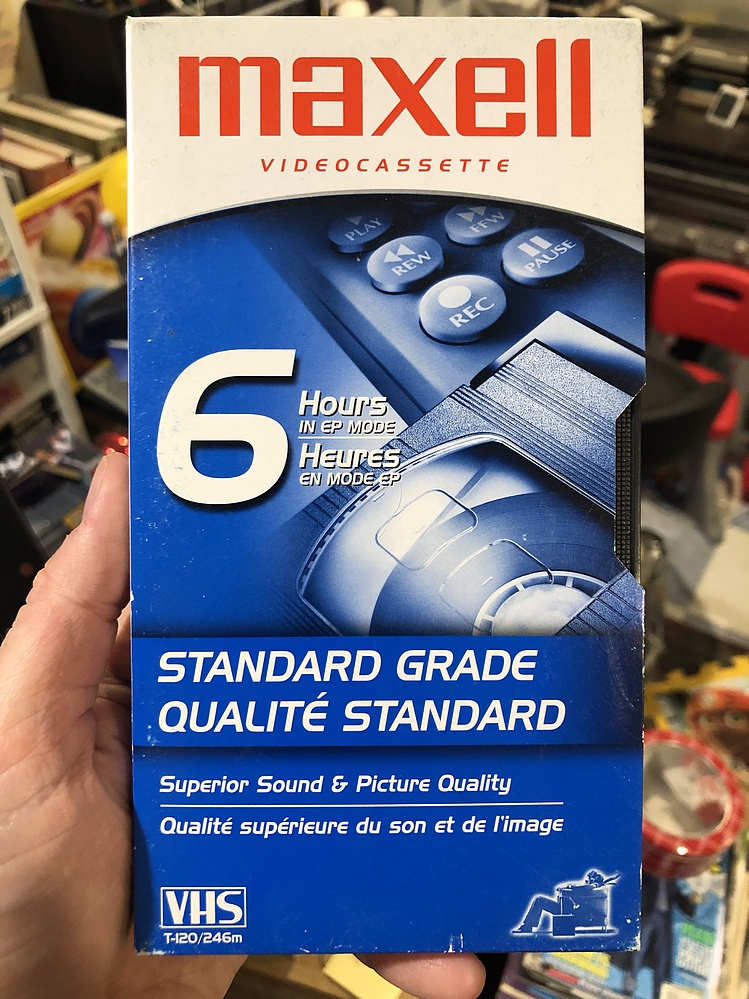 maxell
VIDEOCASSETTE
PLAY
FFW
REW
PAUSE
REC
6
Hours
IN EP MODE
Heures
EN MODE EP
STANDARD GRADE
QUALITÉ STANDARD
Superior Sound & Picture Quality
Qualité supérieure du son et de l'image
VHS
T-120/246m